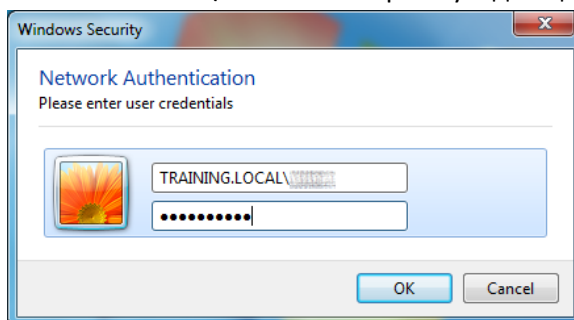 Windows Security
Network Authentication
Please enter user credentials
TRAINING.LOCAL\
••••••••••
OK
Cancel